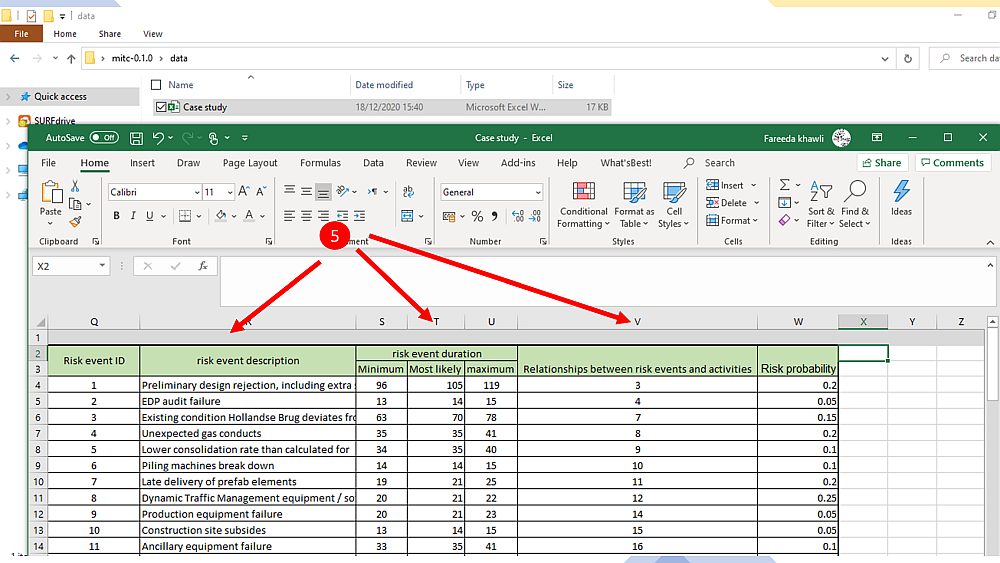 data
File Home Share View
mitc-0.1.0 › data
Search da
Name Date modified Type Size
Quick access
Case study 18/12/2020 15:40 Microsoft Excel W... 17 KB
SURFdrive
AutoSave Off Case study - Excel Fareeda khawli
File Home Insert Draw Page Layout Formulas Data Review View Add-ins Help What'sBest! Search Share Comments
Calibri 11 A A ab General Insert Σ AZ
Paste B I U A % , Conditional Format as Cell Delete Sort & Find & Ideas
Formatting Table Styles Format Filter Select
Clipboard Font ment Number Styles Cells Editing Ideas
5
X2 fx
Q S T U V W X Y Z
1
2 Risk event ID risk event description risk event duration Relationships between risk events and activities Risk probability
3 Minimum Most likely maximum
4 1 Preliminary design rejection, including extra 96 105 119 3 0.2
5 2 EDP audit failure 13 14 15 4 0.05
6 3 Existing condition Hollandse Brug deviates fro 63 70 78 7 0.15
7 4 Unexpected gas conducts 35 35 41 8 0.2
8 5 Lower consolidation rate than calculated for 34 35 40 9 0.1
9 6 Piling machines break down 14 14 15 10 0.1
10 7 Late delivery of prefab elements 19 21 25 11 0.2
11 8 Dynamic Traffic Management equipment / so 20 21 22 12 0.25
12 9 Production equipment failure 20 21 23 14 0.05
13 10 Construction site subsides 13 14 15 15 0.05
14 11 Ancillary equipment failure 33 35 41 16 0.1